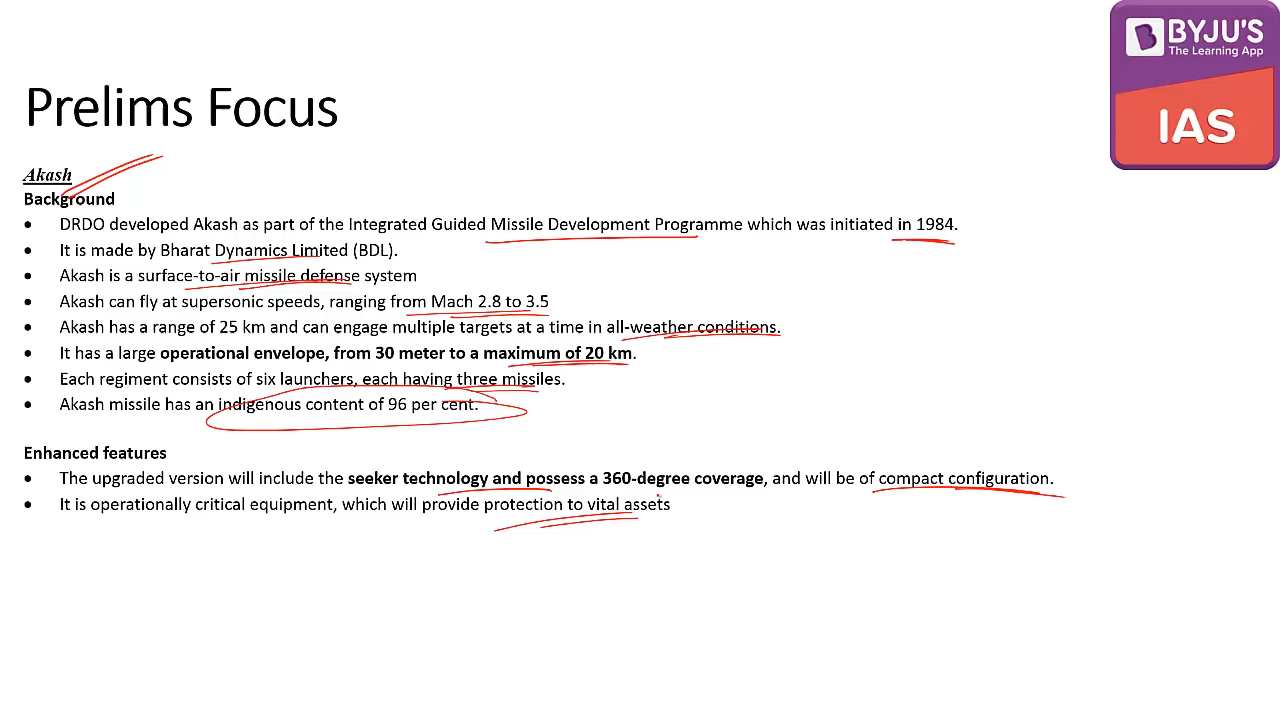 BYJU'S
The Learning App
IAS
Prelims Focus
Akash
Background
• DRDO developed Akash as part of the Integrated Guided Missile Development Programme which was initiated in 1984.
• It is made by Bharat Dynamics Limited (BDL).
• Akash is a surface-to-air missile defense system
• Akash can fly at supersonic speeds, ranging from Mach 2.8 to 3.5
• Akash has a range of 25 km and can engage multiple targets at a time in all-weather conditions.
• It has a large operational envelope, from 30 meter to a maximum of 20 km.
• Each regiment consists of six launchers, each having three missiles.
• Akash missile has an indigenous content of 96 per cent.
Enhanced features
• The upgraded version will include the seeker technology and possess a 360-degree coverage, and will be of compact configuration.
• It is operationally critical equipment, which will provide protection to vital assets